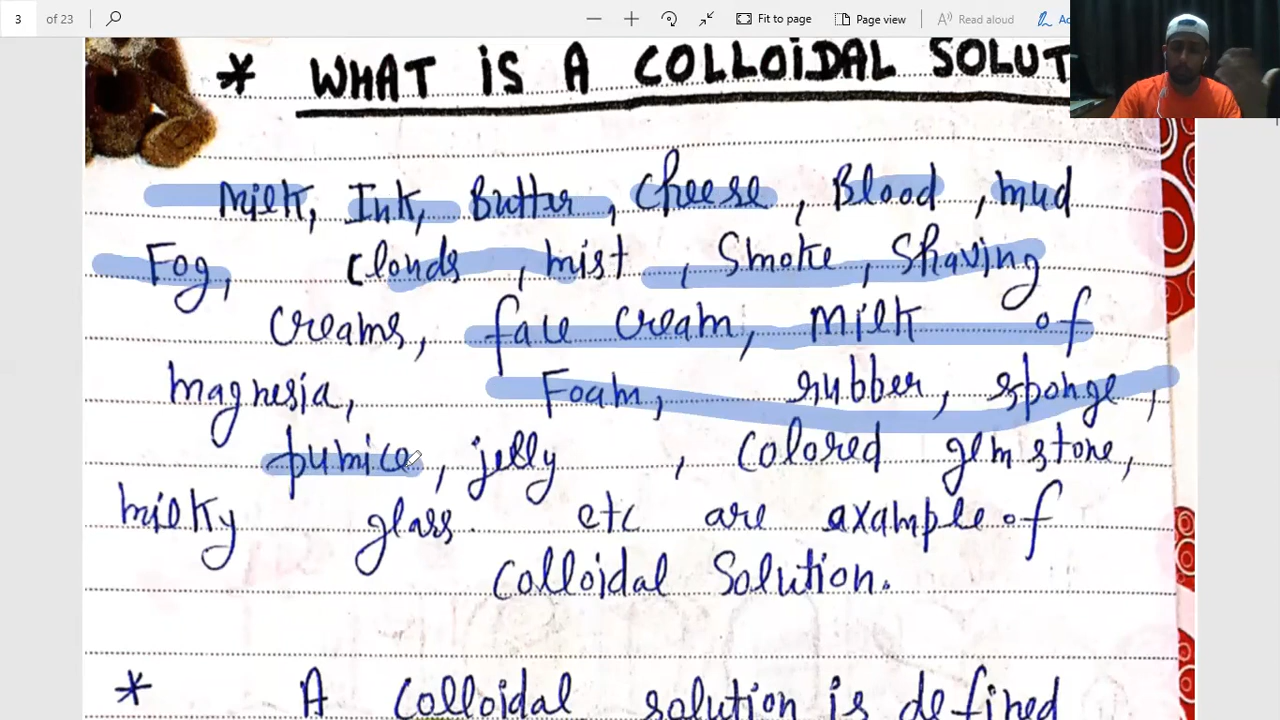 3 of 23 Fit to page Page view Read aloud
* WHAT iS A COLLOiDAL SOLUT
Milk, Ink, Butter, Cheese, Blood, mud
Fog, Clouds, mist, Smoke, Shaving
Creams, face Cream, Milk of
magnesia, Foam, rubber, sponge,
pumice, jelly, Colored gem stone,
milky glass. etc are example of
Colloidal Solution.
* A Colloidal solution is defined